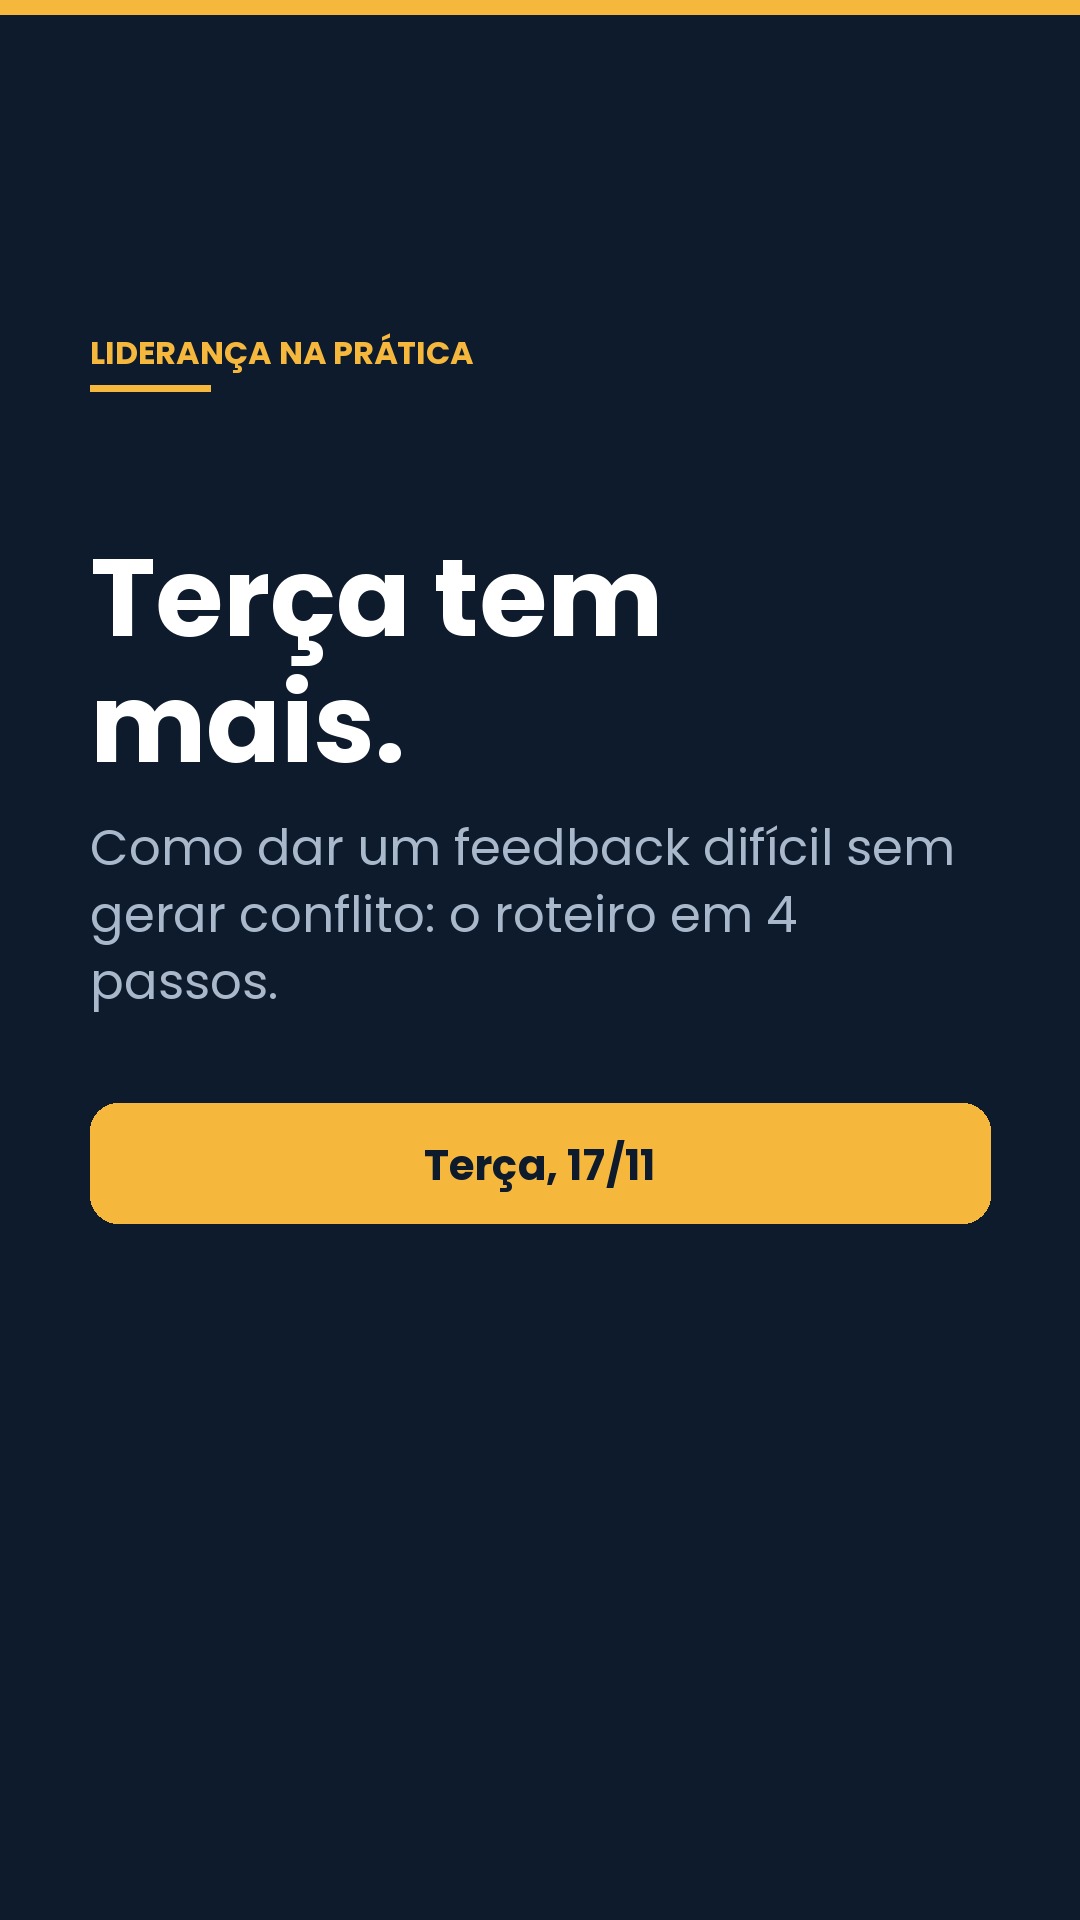 LIDERANÇA NA PRÁTICA
Terça tem
mais.
Como dar um feedback difícil sem
gerar conflito: o roteiro em 4
passos.
Terça, 17/11